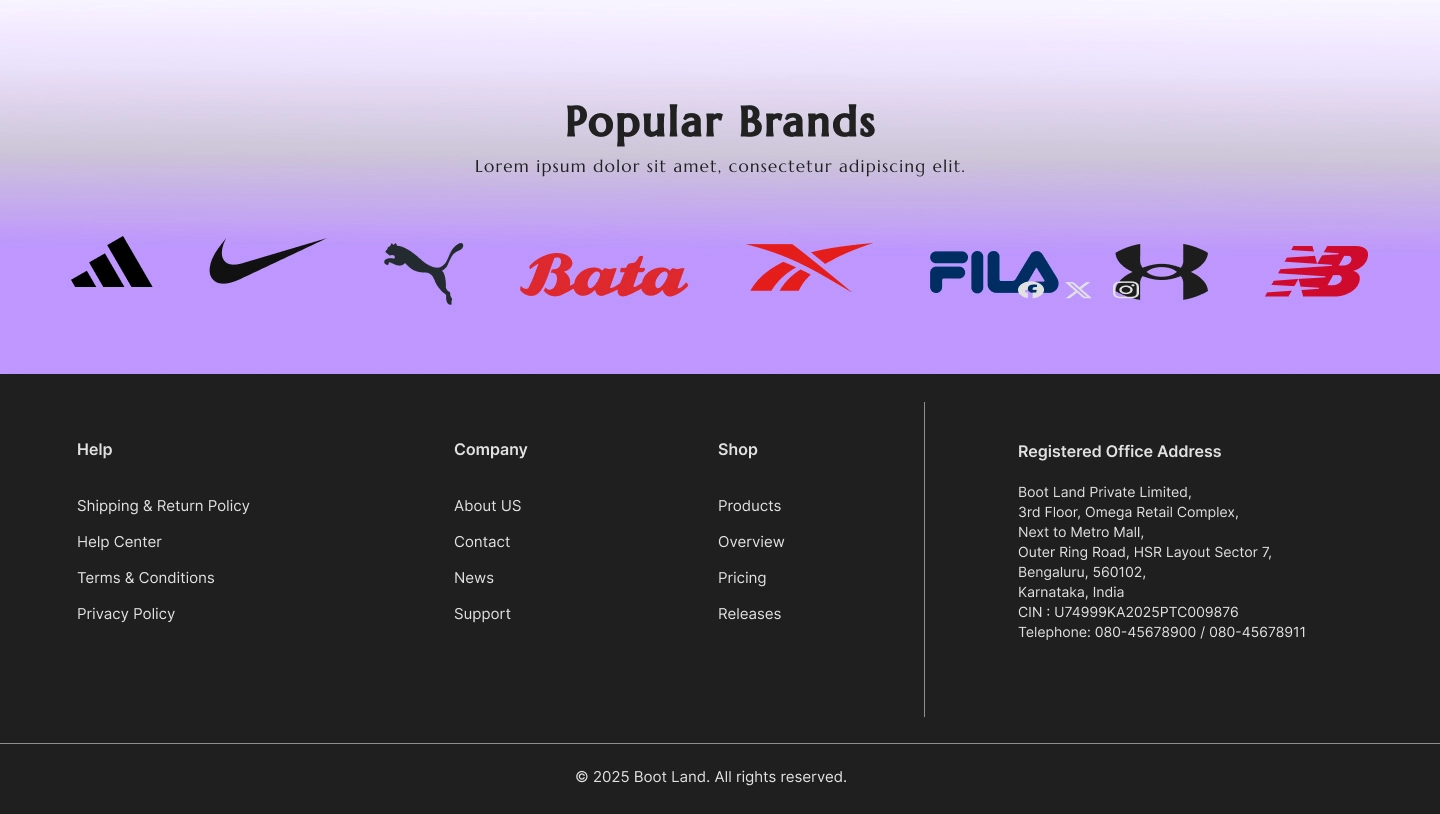 Popular Brands
Lorem ipsum dolor sit amet, consectetur adipiscing elit.
Bata
FILA
NB
Help
Shipping & Return Policy
Help Center
Terms & Conditions
Privacy Policy
Company
About US
Contact
News
Support
Shop
Products
Overview
Pricing
Releases
Registered Office Address
Boot Land Private Limited,
3rd Floor, Omega Retail Complex,
Next to Metro Mall,
Outer Ring Road, HSR Layout Sector 7,
Bengaluru, 560102,
Karnataka, India
CIN : U74999KA2025PTC009876
Telephone: 080-45678900 / 080-45678911
© 2025 Boot Land. All rights reserved.